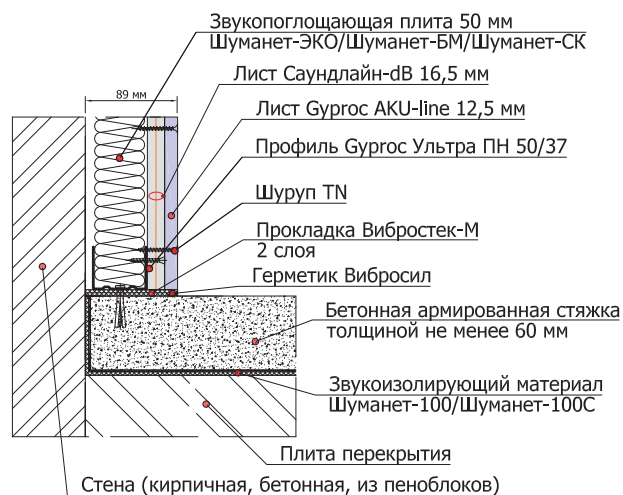 Звукопоглощающая плита 50 мм
Шуманет-ЭКО/Шуманет-БМ/Шуманет-СК
Лист Саундлайн-dB 16,5 мм
89 мм
Лист Gyproc AKU-line 12,5 мм
Профиль Gyproc Ультра ПН 50/37
Шуруп TN
Прокладка Вибростек-М
2 слоя
Герметик Вибросил
Бетонная армированная стяжка
толщиной не менее 60 мм
Звукоизолирующий материал
Шуманет-100/Шуманет-100С
Плита перекрытия
Стена (кирпичная, бетонная, из пеноблоков)